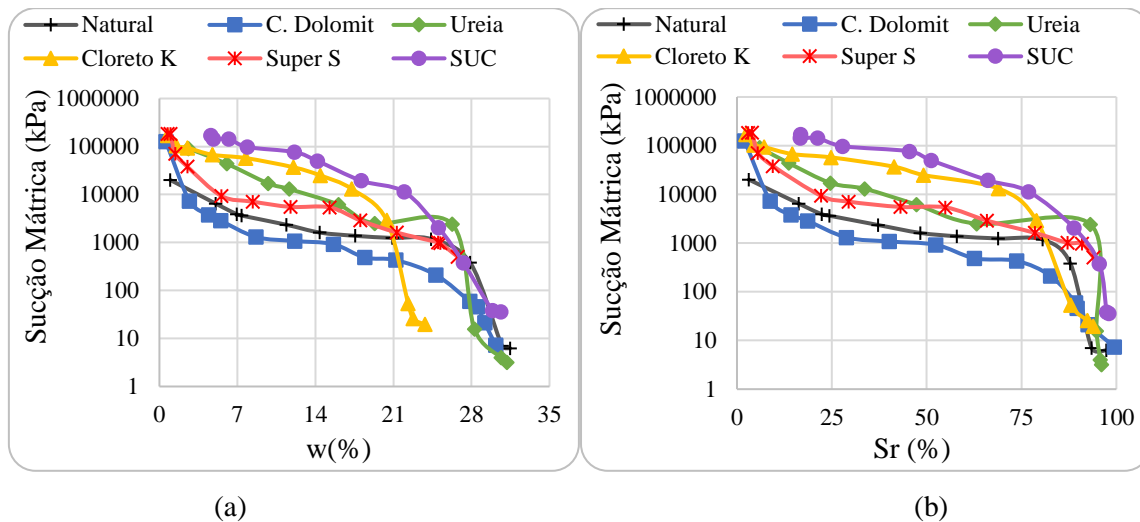 Natural C. Dolomit Ureia
Cloreto K Super S SUC
1000000
100000
10000
1000
100
10
1
Sucção Mátrica (kPa)
0 7 14 21 28 35
w(%)
(a)
Natural C. Dolomit Ureia
Cloreto K Super S SUC
1000000
100000
10000
1000
100
10
1
Sucção Mátrica (kPa)
0 25 50 75 100
Sr (%)
(b)